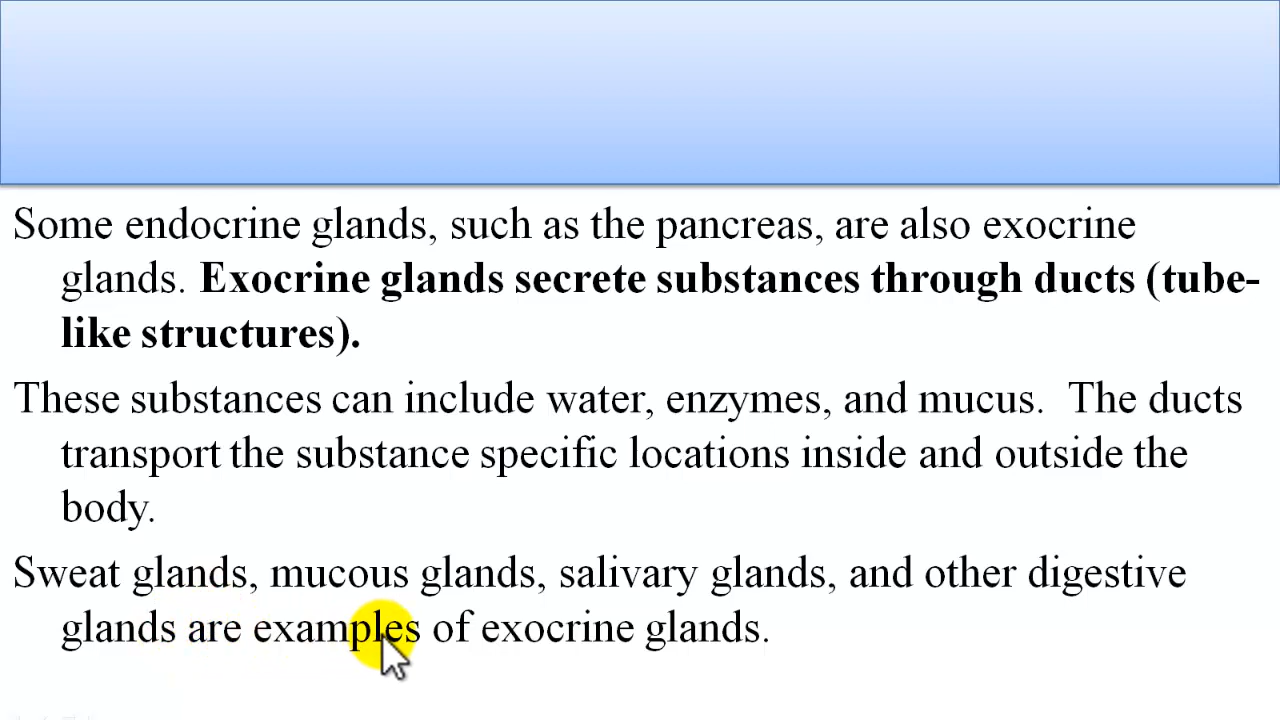 Some endocrine glands, such as the pancreas, are also exocrine
glands. Exocrine glands secrete substances through ducts (tube-
like structures).
These substances can include water, enzymes, and mucus.  The ducts
transport the substance specific locations inside and outside the
body.
Sweat glands, mucous glands, salivary glands, and other digestive
glands are examples of exocrine glands.